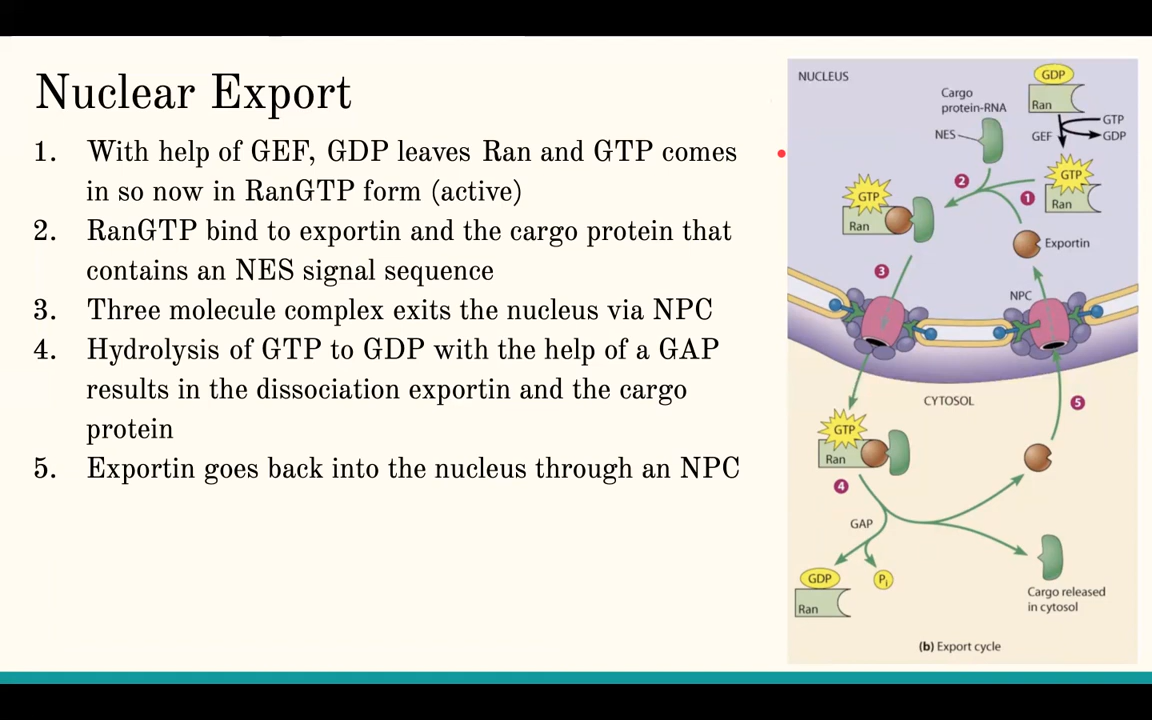 Nuclear Export
1. With help of GEF, GDP leaves Ran and GTP comes
in so now in RanGTP form (active)
2. RanGTP bind to exportin and the cargo protein that
contains an NES signal sequence
3. Three molecule complex exits the nucleus via NPC
4. Hydrolysis of GTP to GDP with the help of a GAP
results in the dissociation exportin and the cargo
protein
5. Exportin goes back into the nucleus through an NPC
NUCLEUS
GDP
Ran
Cargo
protein-RNA
NES
GEF
GTP
GDP
GTP
Ran
1
2
GTP
Ran
Exportin
3
NPC
CYTOSOL
5
GTP
Ran
4
GAP
GDP
Pi
Ran
Cargo released
in cytosol
(b) Export cycle